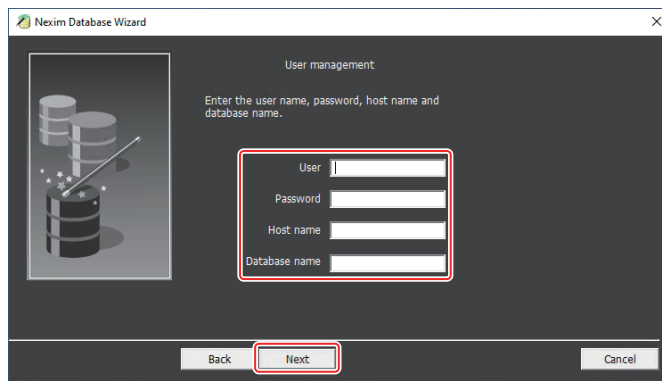 Nexim Database Wizard
User management
Enter the user name, password, host name and
database name.
User
Password
Host name
Database name
Back
Next
Cancel